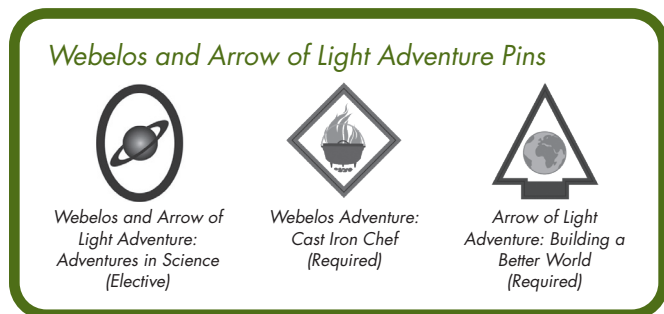 Webelos and Arrow of Light Adventure Pins
Webelos and Arrow of
Light Adventure:
Adventures in Science
(Elective)
Webelos Adventure:
Cast Iron Chef
(Required)
Arrow of Light
Adventure: Building a
Better World
(Required)